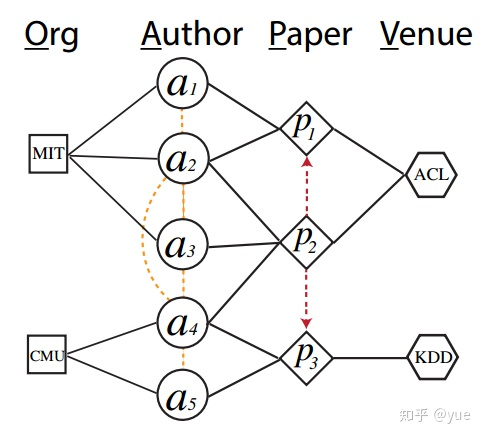 Org Author Paper Venue
a1
MIT
a2
a3
a4
CMU
a5
p1
p2
p3
ACL
KDD
知乎 @yue